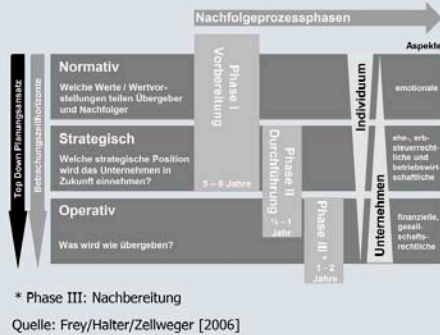 Nachfolgeprozessphasen
Aspekte
Top Down Planungsansatz
Betrachungszeithorizonte
Normativ
Welche Werte / Wertvor-
stellungen teilen Übergeber
und Nachfolger
Phase I
Vorbereitung
5 – 8 Jahre
Individuum
emotionale
Strategisch
Welche strategische Position
wird das Unternehmen in
Zukunft einnehmen?
Phase II
Durchführung
½ – 1
Jahr
ehe-, erb-
steuerrecht-
liche und
betriebswirt-
schaftliche
Operativ
Was wird wie übergeben?
Phase III *
1 - 2
Jahre
Unternehmen
finanzielle,
gesell-
schafts-
rechtliche
* Phase III: Nachbereitung
Quelle: Frey/Halter/Zellweger [2006]